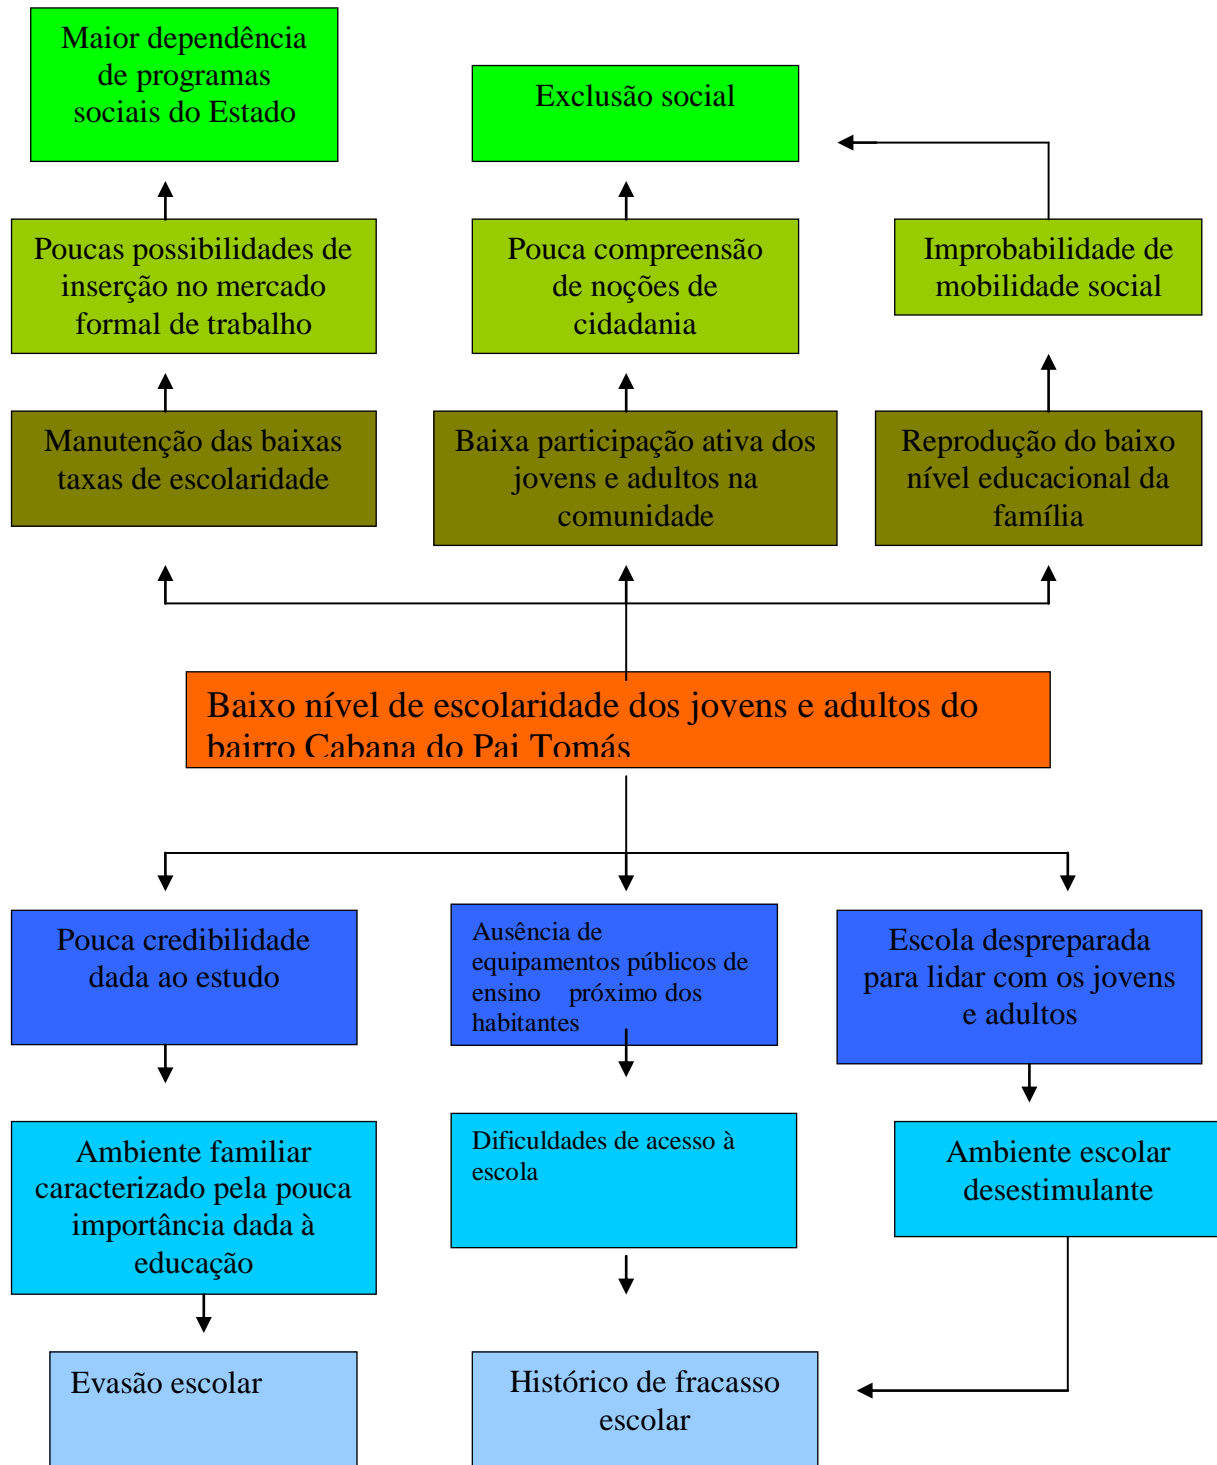 Maior dependência
de programas
sociais do Estado
Exclusão social
Poucas possibilidades de
inserção no mercado
formal de trabalho
Pouca compreensão
de noções de
cidadania
Improbabilidade de
mobilidade social
Manutenção das baixas
taxas de escolaridade
Baixa participação ativa dos
jovens e adultos na
comunidade
Reprodução do baixo
nível educacional da
família
Baixo nível de escolaridade dos jovens e adultos do
bairro Cabana do Pai Tomás
Pouca credibilidade
dada ao estudo
Ausência de
equipamentos públicos de
ensino próximo dos
habitantes
Escola despreparada
para lidar com os jovens
e adultos
Ambiente familiar
caracterizado pela pouca
importância dada à
educação
Dificuldades de acesso à
escola
Ambiente escolar
desestimulante
Evasão escolar
Histórico de fracasso
escolar